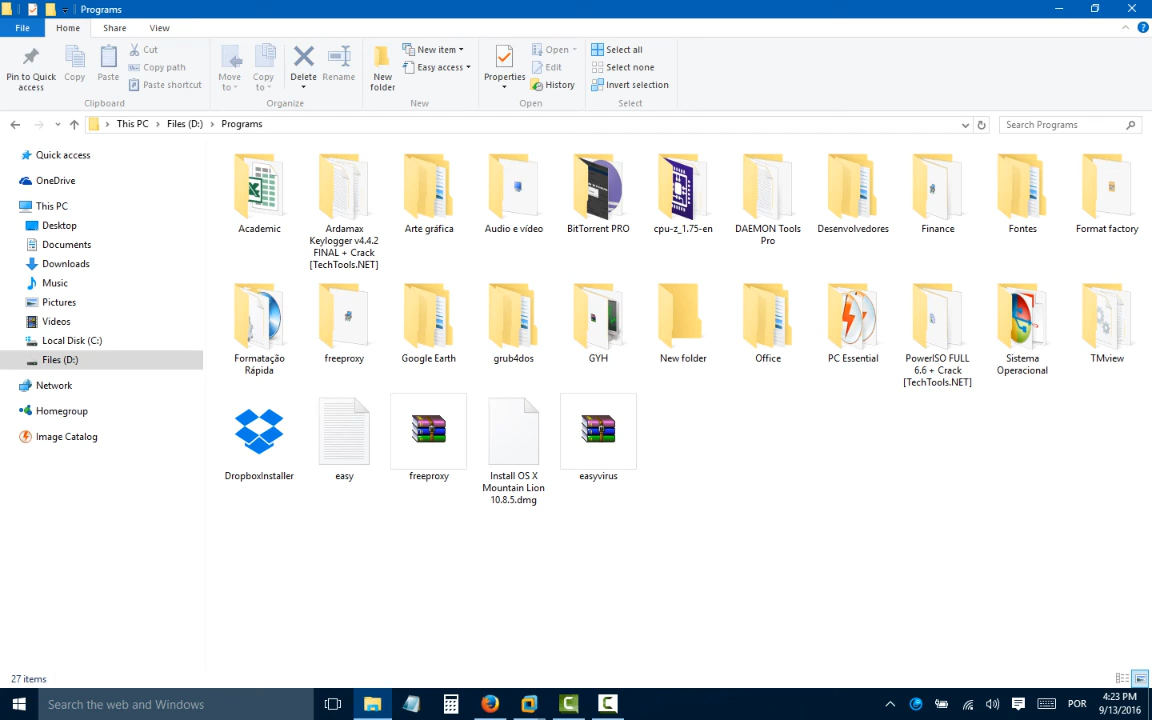 Programs
File
Home
Share
View
Pin to Quick access
Copy
Paste
Cut
Copy path
Paste shortcut
Clipboard
Move to
Copy to
Delete
Rename
Organize
New folder
New item
Easy access
New
Properties
Open
Edit
History
Open
Select all
Select none
Invert selection
Select
This PC > Files (D:) > Programs
Search Programs
Quick access
OneDrive
This PC
Desktop
Documents
Downloads
Music
Pictures
Videos
Local Disk (C:)
Files (D:)
Network
Homegroup
Image Catalog
Academic
Ardamax
Keylogger v4.4.2
FINAL + Crack
[TechTools.NET]
Arte gráfica
Audio e vídeo
BitTorrent PRO
cpu-z_1.75-en
DAEMON Tools
Pro
Desenvolvedores
Finance
Fontes
Format factory
Formatação
Rápida
freeproxy
Google Earth
grub4dos
GYH
New folder
Office
PC Essential
PowerISO FULL
6.6 + Crack
[TechTools.NET]
Sistema
Operacional
TMview
DropboxInstaller
easy
freeproxy
Install OS X
Mountain Lion
10.8.5.dmg
easyvirus
27 items
Search the web and Windows
POR
4:23 PM
9/13/2016